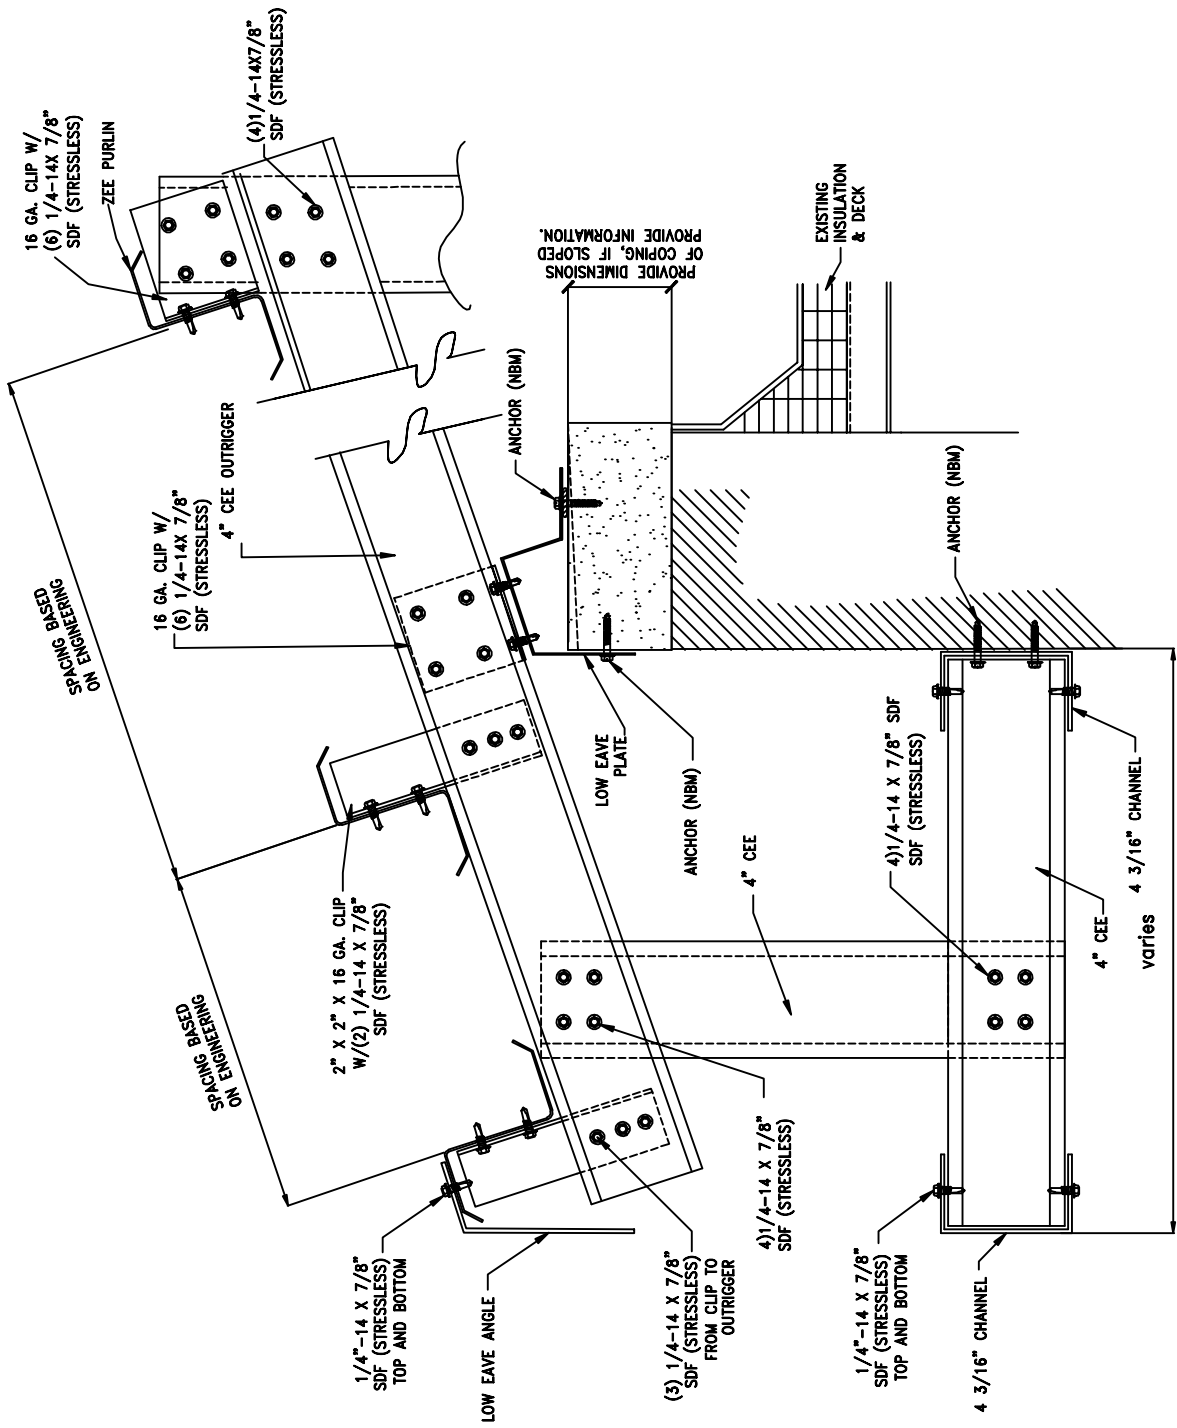 16 GA. CLIP W/
(6) 1/4-14X 7/8"
SDF (STRESSLESS)
ZEE PURLIN
(4)1/4-14X7/8"
SDF (STRESSLESS)
SPACING BASED
ON ENGINEERING
16 GA. CLIP W/
(6) 1/4-14X 7/8"
SDF (STRESSLESS)
4" CEE OUTRIGGER
ANCHOR (NBM)
PROVIDE DIMENSIONS
OF COPING, IF SLOPED
PROVIDE INFORMATION.
EXISTING
INSULATION
& DECK
SPACING BASED
ON ENGINEERING
2" X 2" X 16 GA. CLIP
W/(2) 1/4-14 X 7/8"
SDF (STRESSLESS)
LOW EAVE
PLATE
ANCHOR (NBM)
4" CEE
ANCHOR (NBM)
4)1/4-14 X 7/8" SDF
SDF (STRESSLESS)
4" CEE
4 3/16" CHANNEL
varies
1/4"-14 X 7/8"
SDF (STRESSLESS)
TOP AND BOTTOM
LOW EAVE ANGLE
(3) 1/4-14 X 7/8"
SDF (STRESSLESS)
FROM CLIP TO
OUTRIGGER
4)1/4-14 X 7/8"
SDF (STRESSLESS)
1/4"-14 X 7/8"
SDF (STRESSLESS)
TOP AND BOTTOM
4 3/16" CHANNEL